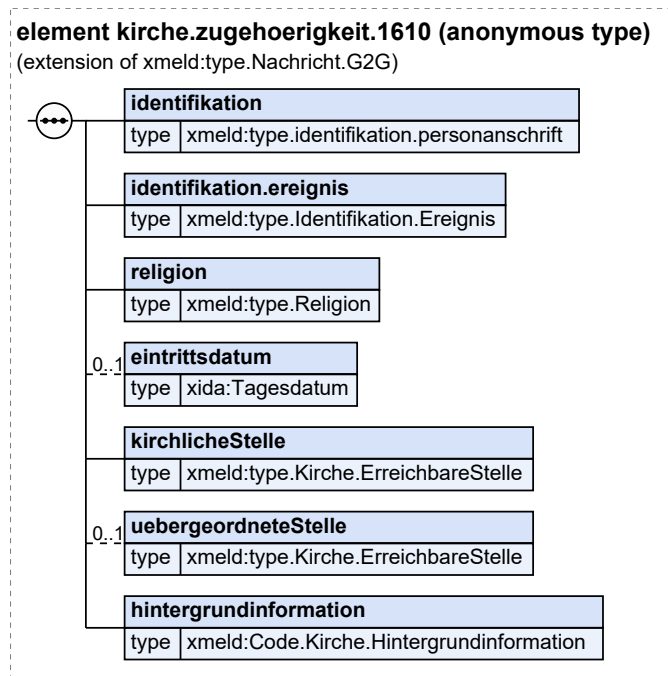 element kirche.zugehoerigkeit.1610 (anonymous type)
(extension of xmeld:type.Nachricht.G2G)
identifikation
type xmeld:type.identifikation.personanschrift
identifikation.ereignis
type xmeld:type.Identifikation.Ereignis
religion
type xmeld:type.Religion
0..1 eintrittsdatum
type xida:Tagesdatum
kirchlicheStelle
type xmeld:type.Kirche.ErreichbareStelle
0..1 uebergeordneteStelle
type xmeld:type.Kirche.ErreichbareStelle
hintergrundinformation
type xmeld:Code.Kirche.Hintergrundinformation